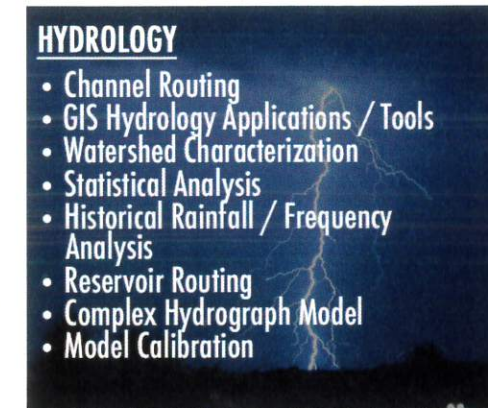 HYDROLOGY
• Channel Routing
• GIS Hydrology Applications / Tools
• Watershed Characterization
• Statistical Analysis
• Historical Rainfall / Frequency
Analysis
• Reservoir Routing
• Complex Hydrograph Model
• Model Calibration